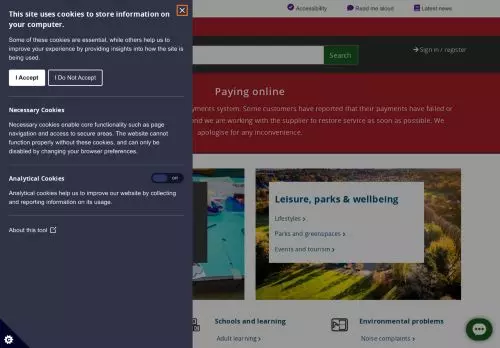 This site uses cookies to store information on
your computer.
Some of these cookies are essential, while others help us to
improve your experience by providing insights into how the site is
being used.
I Accept
I Do Not Accept
Necessary Cookies
Necessary cookies enable core functionality such as page
navigation and access to secure areas. The website cannot
function properly without these cookies, and can only be
disabled by changing your browser preferences.
Analytical Cookies
Off
Analytical cookies help us to improve our website by collecting
and reporting information on its usage.
About this tool
Accessibility
Read me aloud
Latest news
Search
Sign in / register
Paying online
yments system. Some customers have reported that their payments have failed or
nd we are working with the supplier to restore service as soon as possible. We
apologise for any inconvenience.
Leisure, parks & wellbeing
Lifestyles
Parks and greenspaces
Events and tourism
Schools and learning
Adult learning
Environmental problems
Noise complaints